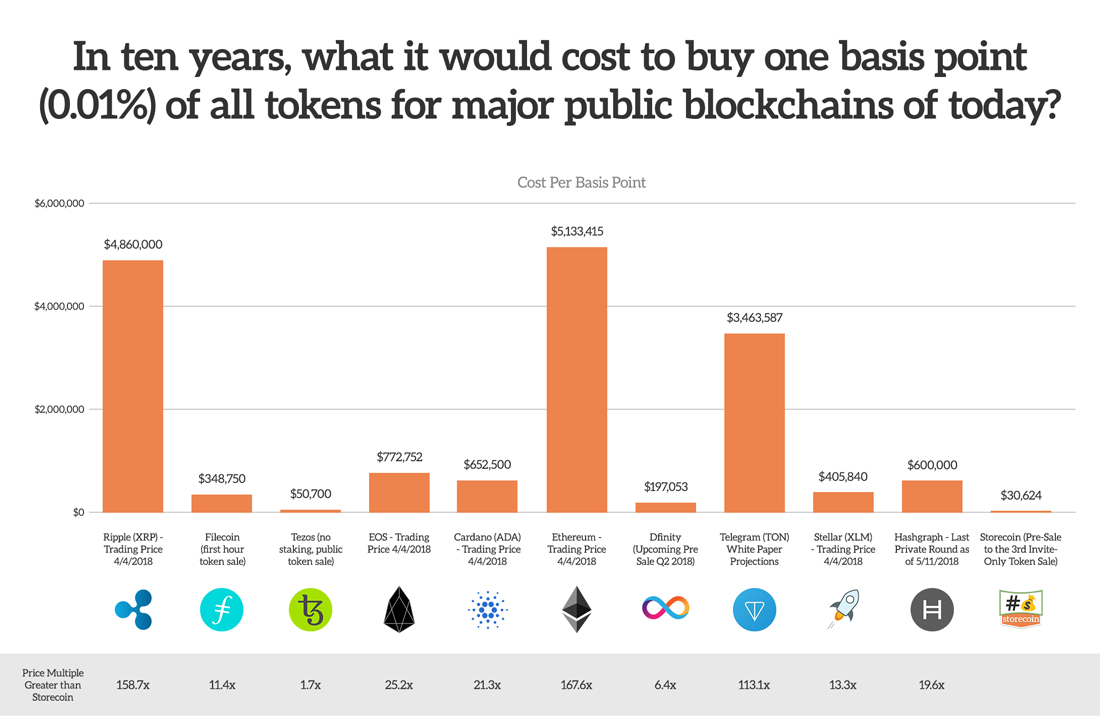 In ten years, what it would cost to buy one basis point
(0.01%) of all tokens for major public blockchains of today?
Cost Per Basis Point
$6,000,000
$4,000,000
$2,000,000
$0
$4,860,000
$348,750
$50,700
$772,752
$652,500
$5,133,415
$197,053
$3,463,587
$405,840
$600,000
$30,624
Ripple (XRP) -
Trading Price
4/4/2018
Filecoin
(first hour
token sale)
Tezos (no
staking, public
token sale)
EOS - Trading
Price 4/4/2018
Cardano (ADA)
- Trading Price
4/4/2018
Ethereum -
Trading Price
4/4/2018
Dfinity
(Upcoming Pre
Sale Q2 2018)
Telegram (TON)
White Paper
Projections
Stellar (XLM)
- Trading Price
4/4/2018
Hashgraph - Last
Private Round as
of 5/11/2018
Storecoin (Pre-Sale
to the 3rd Invite-
Only Token Sale)
#
$
storecoin
Price Multiple
Greater than
Storecoin
158.7x
11.4x
1.7x
25.2x
21.3x
167.6x
6.4x
113.1x
13.3x
19.6x